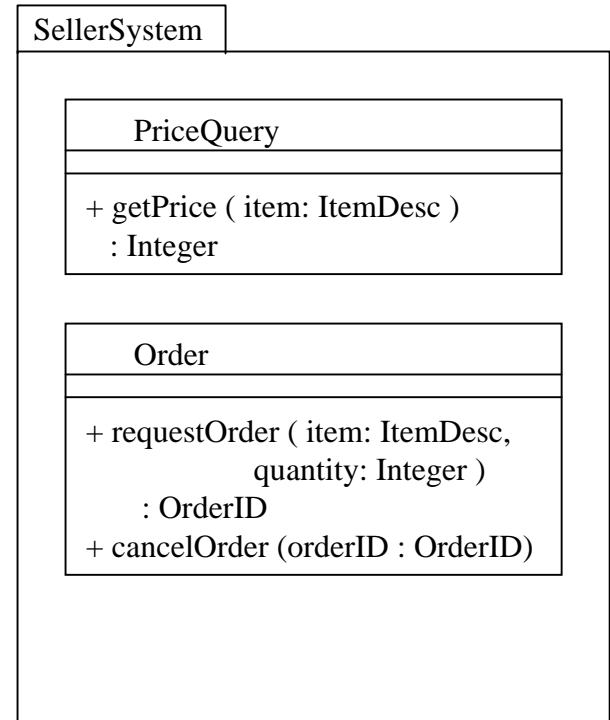 SellerSystem
PriceQuery
+ getPrice ( item: ItemDesc )
: Integer
Order
+ requestOrder ( item: ItemDesc,
quantity: Integer )
: OrderID
+ cancelOrder (orderID : OrderID)